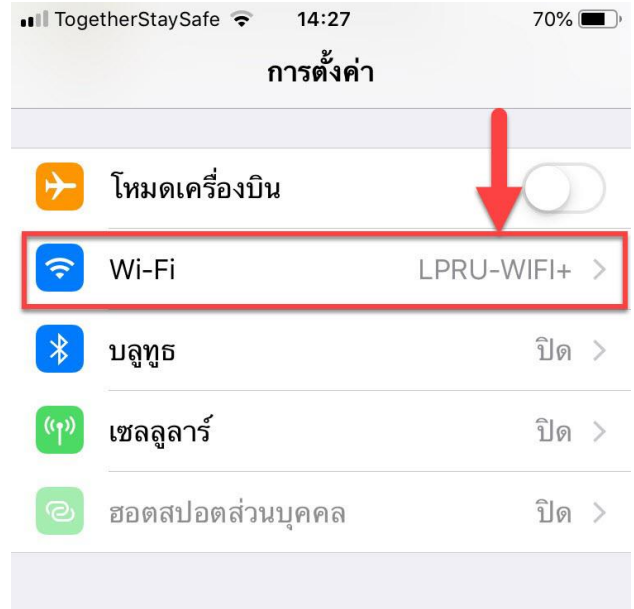 TogetherStaySafe 14:27 70%
การตั้งค่า
โหมดเครื่องบิน
Wi-Fi LPRU-WIFI+
บลูทูธ ปิด
เซลลูลาร์ ปิด
ฮอตสปอตส่วนบุคคล ปิด